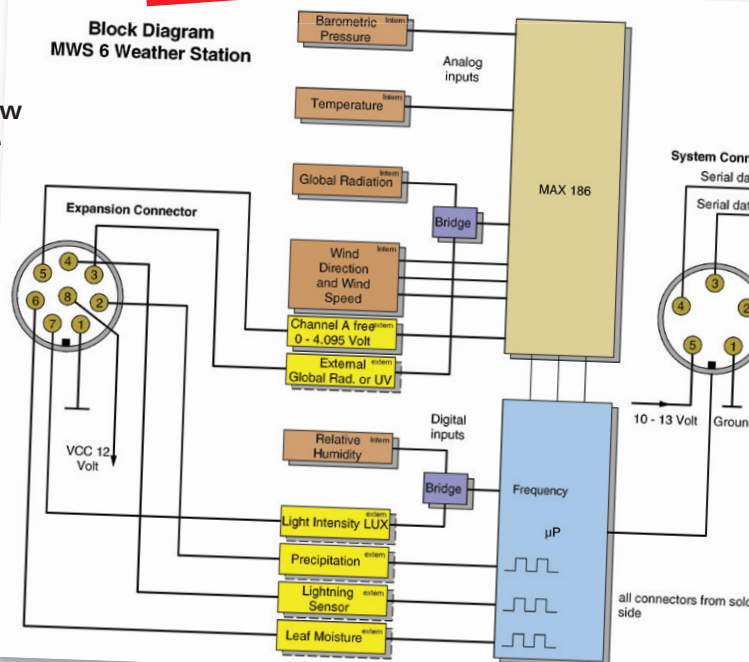 Block Diagram
MWS 6 Weather Station
w
Barometric
Pressure
Intern
Analog
inputs
Temperature
Intern
Global Radiation
Intern
MAX 186
System Conn
Serial da
Serial dat
Expansion Connector
Bridge
Wind
Direction
and Wind
Speed
Intern
5
4
3
6
8
2
7
1
Channel A free
extern
0 - 4.095 Volt
External
extern
Global Rad. or UV
3
4
2
5
1
10 - 13 Volt
Groun
VCC 12
Volt
Digital
inputs
Relative
Humidity
Intern
Bridge
Frequency
µP
Light Intensity LUX
extern
Precipitation
extern
Lightning
Sensor
extern
Leaf Moisture
extern
all connectors from sold
side